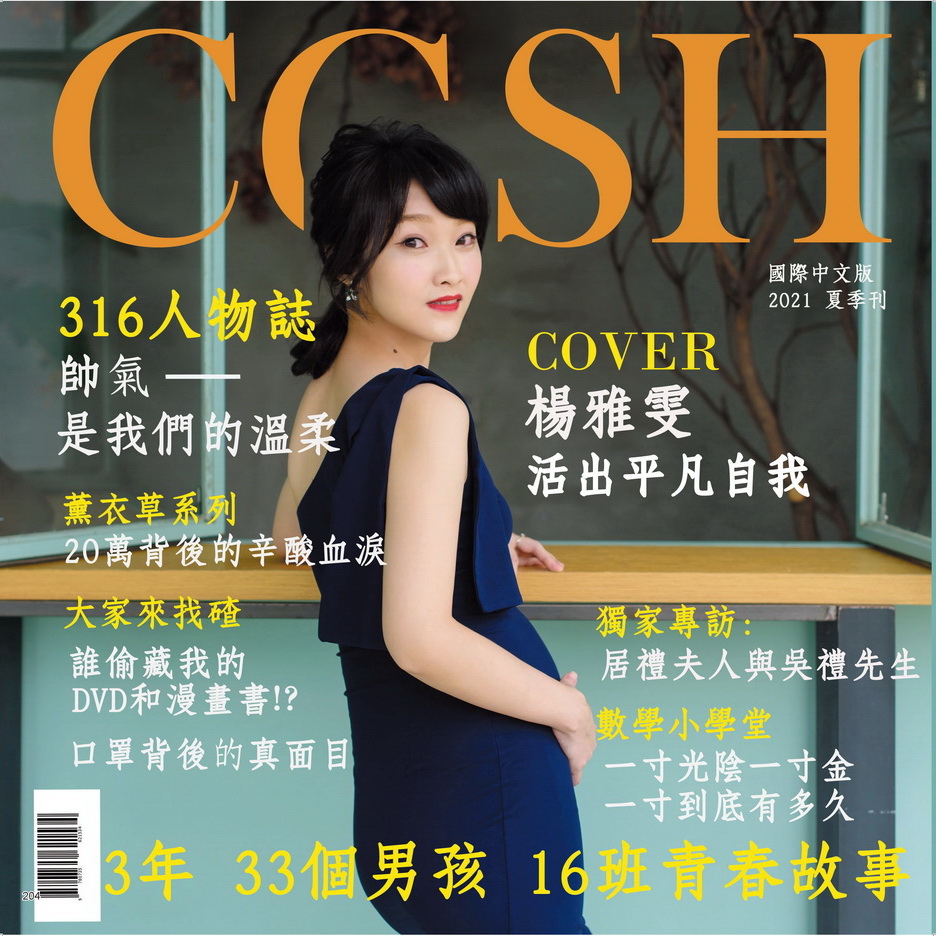 CCSH
國際中文版
2021 夏季刊
316人物誌
帥氣 ——
是我們的溫柔
COVER
楊雅雯
活出平凡自我
薰衣草系列
20萬背後的辛酸血淚
大家來找碴
誰偷藏我的
DVD和漫畫書!?
口罩背後的真面目
獨家專訪:
居禮夫人與吳禮先生
數學小學堂
一寸光陰一寸金
一寸到底有多久
3年 33個男孩 16班青春故事
204